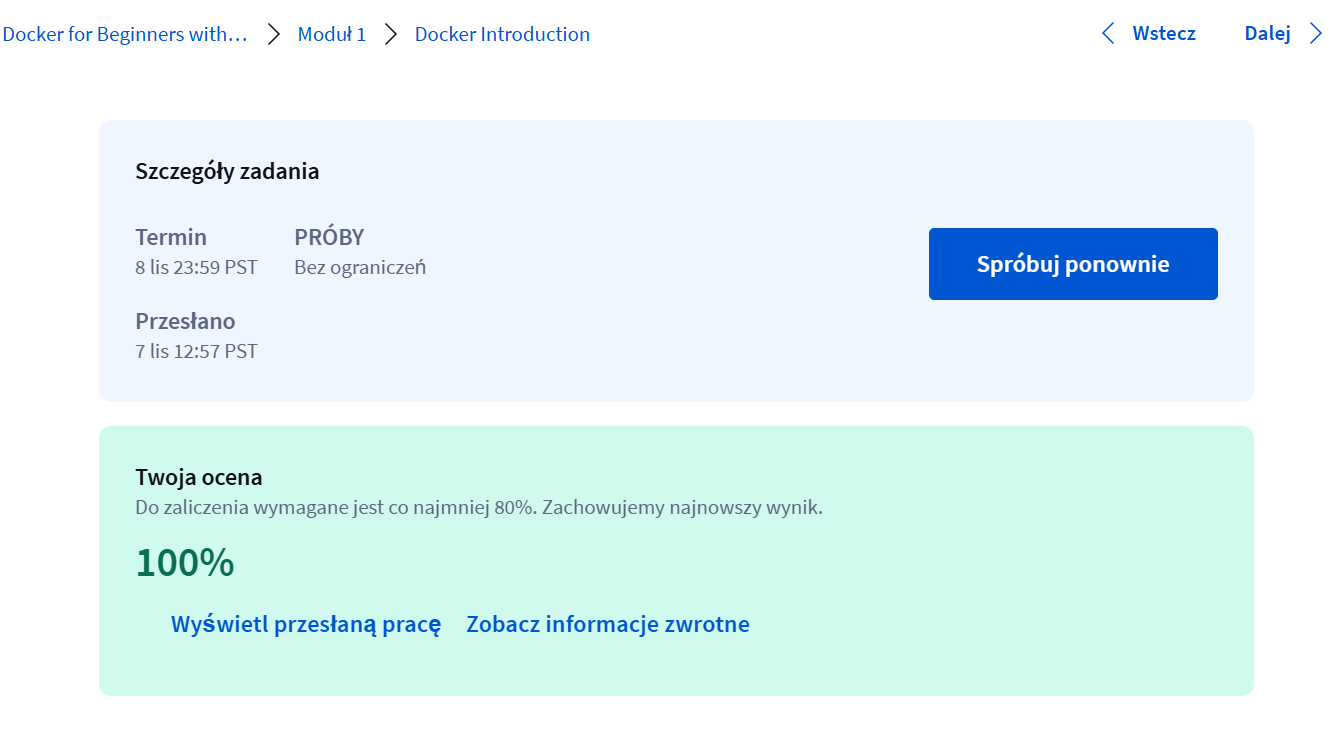 Docker for Beginners with… Moduł 1 Docker Introduction Wstecz Dalej
Szczegóły zadania
Termin PRÓBY
8 lis 23:59 PST Bez ograniczeń
Spróbuj ponownie
Przesłano
7 lis 12:57 PST
Twoja ocena
Do zaliczenia wymagane jest co najmniej 80%. Zachowujemy najnowszy wynik.
100%
Wyświetl przesłaną pracę Zobacz informacje zwrotne